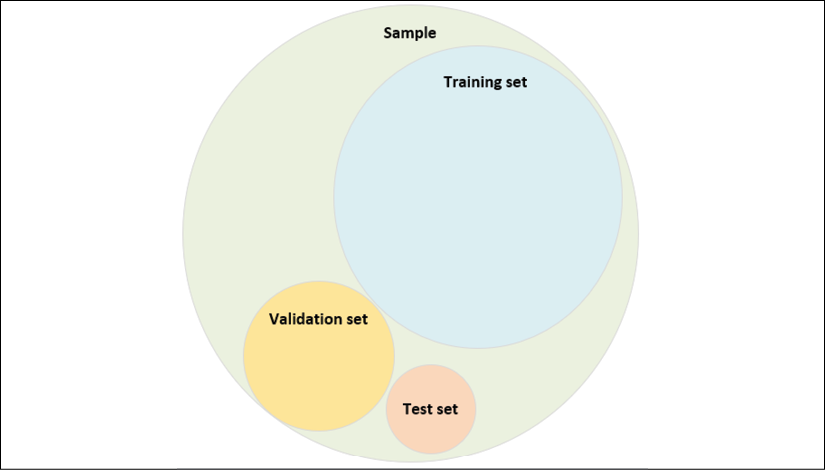 Sample
Training set
Validation set
Test set